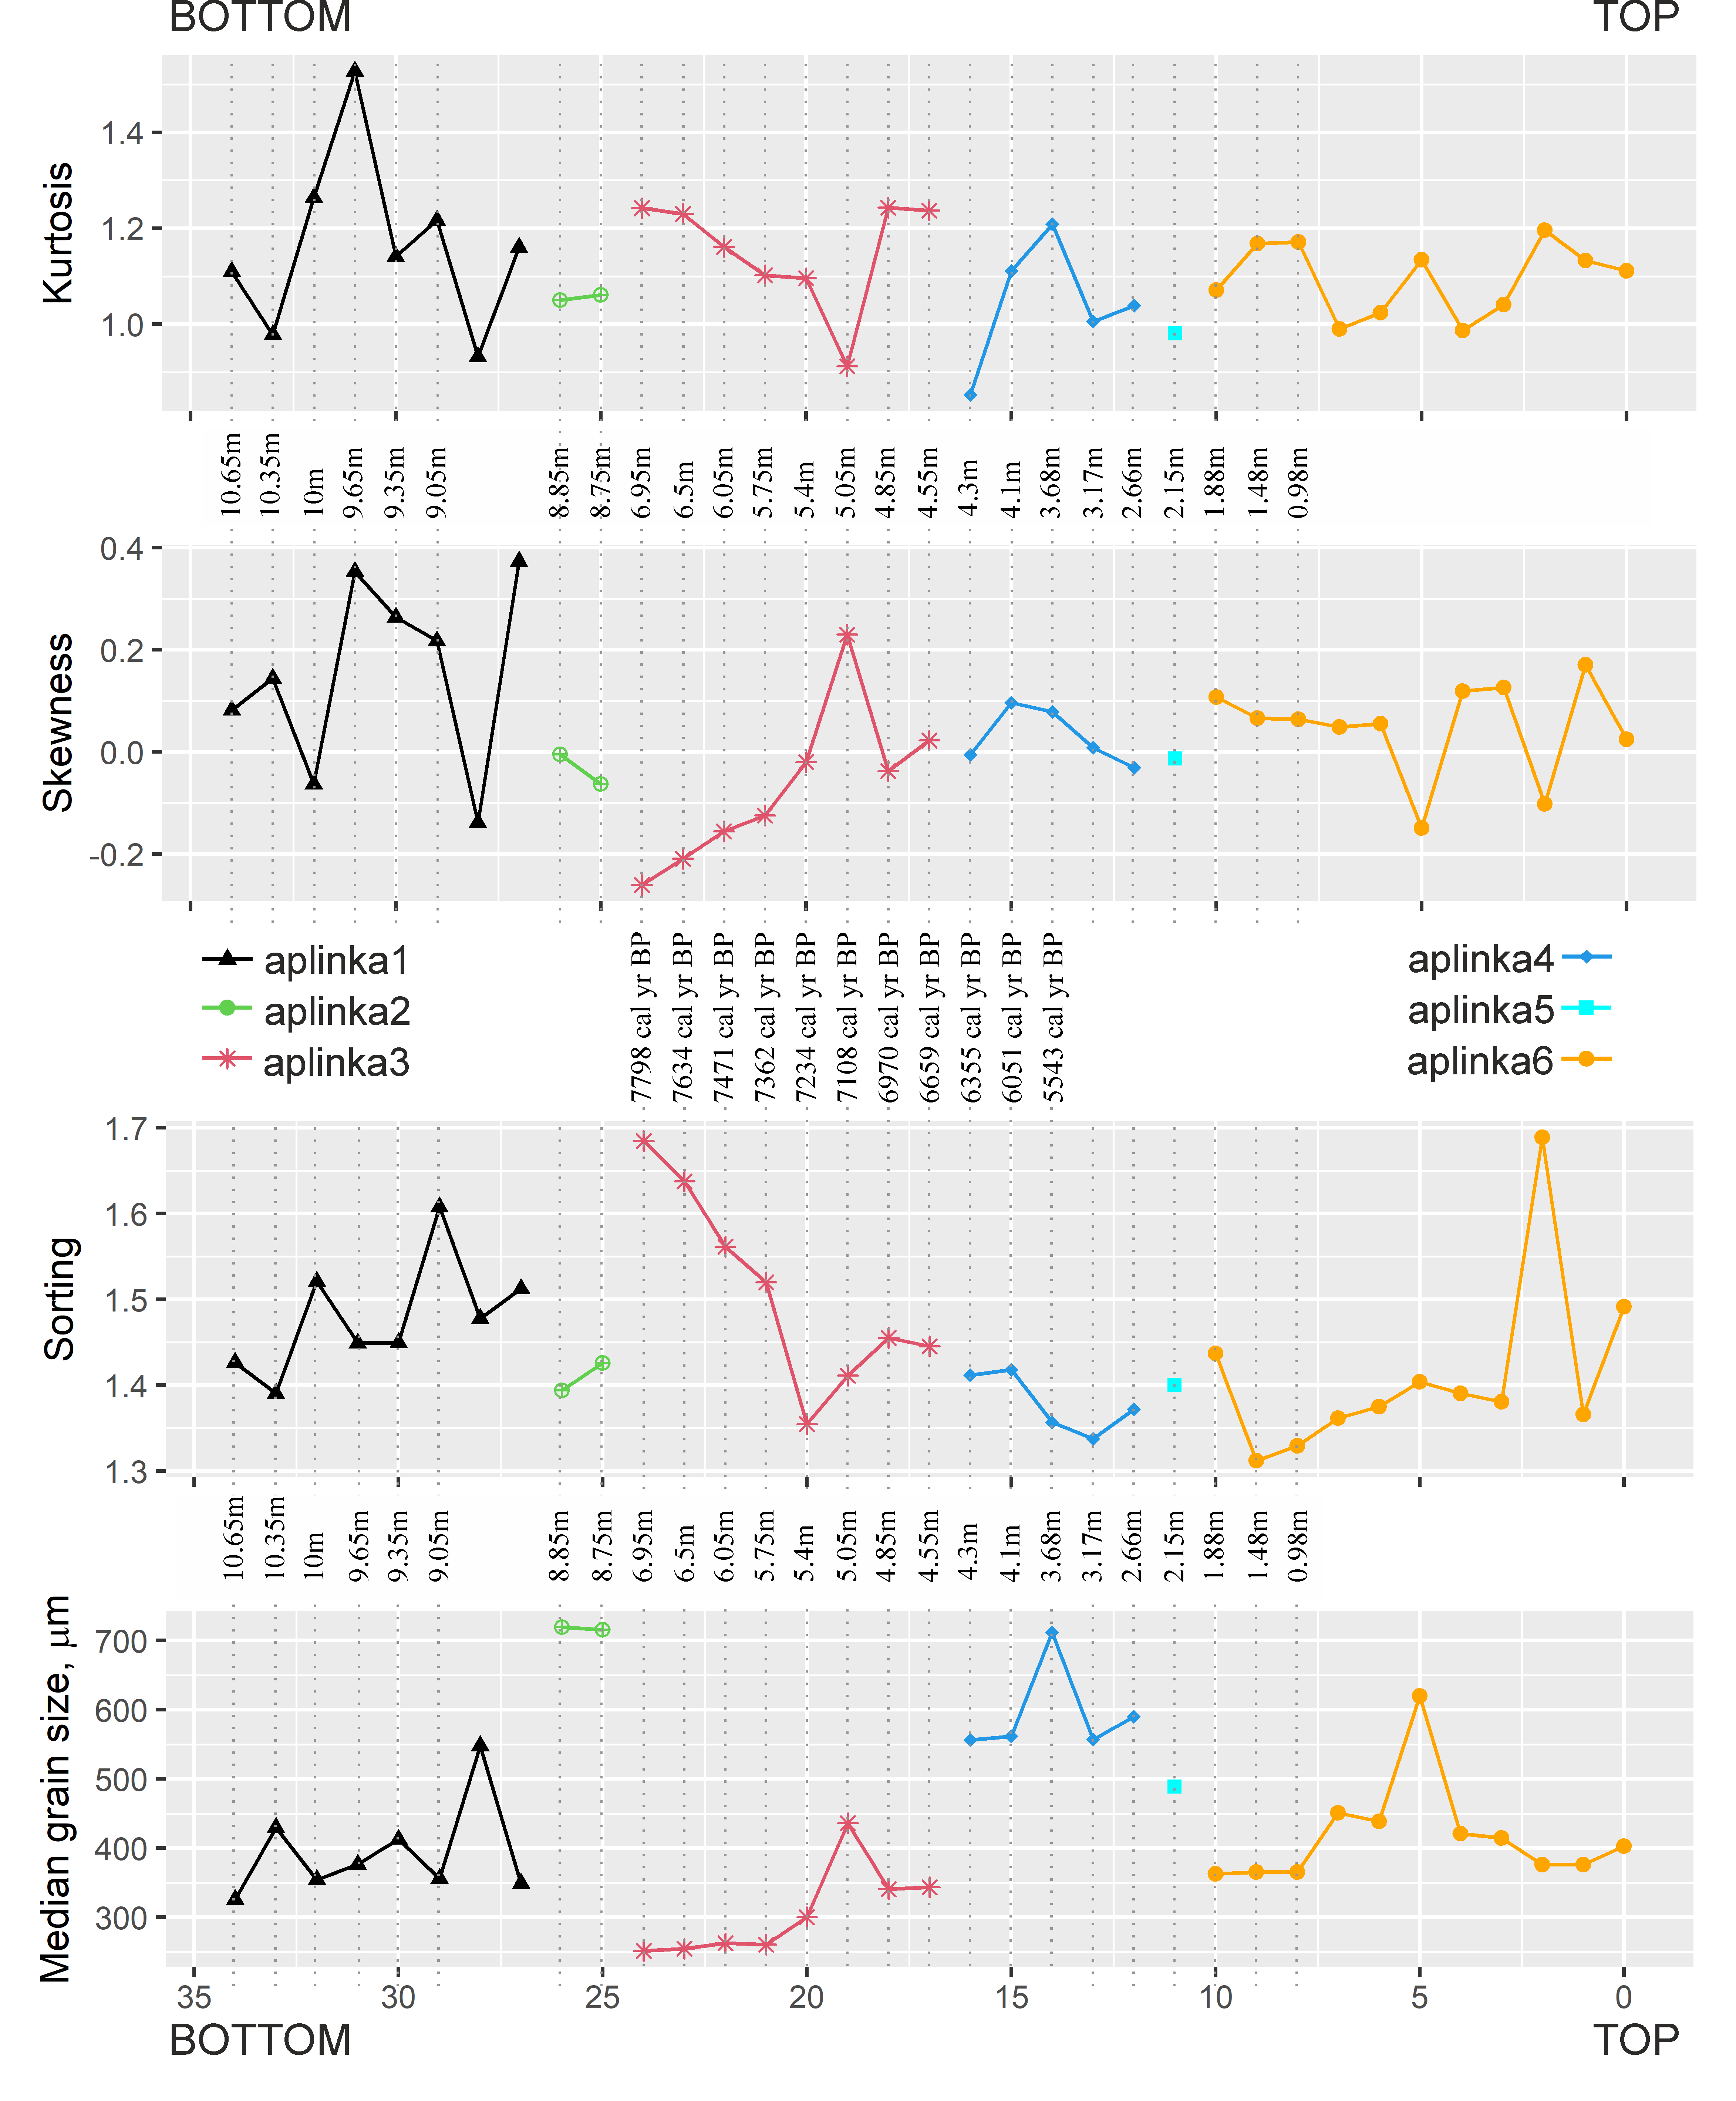 BOTTOM TOP
Kurtosis
1.4
1.2
1.0
10.65m 10.35m 10m 9.65m 9.35m 9.05m 8.85m 8.75m 6.95m 6.5m 6.05m 5.75m 5.4m 5.05m 4.85m 4.55m 4.3m 4.1m 3.68m 3.17m 2.66m 2.15m 1.88m 1.48m 0.98m
Skewness
0.4
0.2
0.0
-0.2
aplinka1
aplinka2
aplinka3
7798 cal yr BP
7634 cal yr BP
7471 cal yr BP
7362 cal yr BP
7234 cal yr BP
7108 cal yr BP
6970 cal yr BP
6659 cal yr BP
6355 cal yr BP
6051 cal yr BP
5543 cal yr BP
aplinka4
aplinka5
aplinka6
Sorting
1.7
1.6
1.5
1.4
1.3
10.65m 10.35m 10m 9.65m 9.35m 9.05m 8.85m 8.75m 6.95m 6.5m 6.05m 5.75m 5.4m 5.05m 4.85m 4.55m 4.3m 4.1m 3.68m 3.17m 2.66m 2.15m 1.88m 1.48m 0.98m
Median grain size, μm
700
600
500
400
300
35 30 25 20 15 10 5 0
BOTTOM TOP